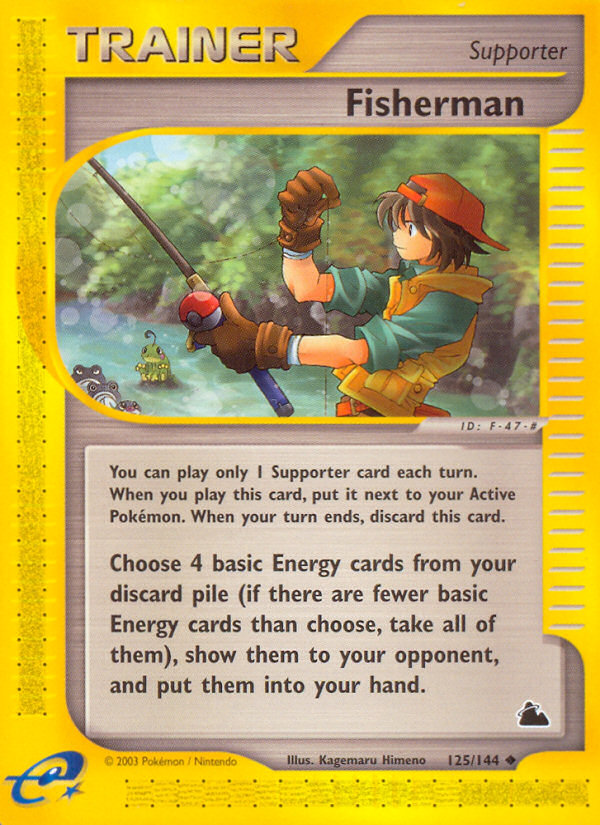 TRAINER
Supporter
Fisherman
ID: F-47-#
You can play only 1 Supporter card each turn.
When you play this card, put it next to your Active
Pokémon. When your turn ends, discard this card.
Choose 4 basic Energy cards from your
discard pile (if there are fewer basic
Energy cards than choose, take all of
them), show them to your opponent,
and put them into your hand.
© 2003 Pokémon / Nintendo
Illus. Kagemaru Himeno
125/144 ◆
e